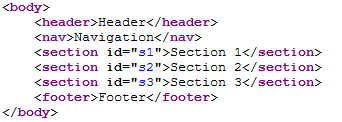 <body>
<header>Header</header>
<nav>Navigation</nav>
<section id="s1">Section 1</section>
<section id="s2">Section 2</section>
<section id="s3">Section 3</section>
<footer>Footer</footer>
</body>